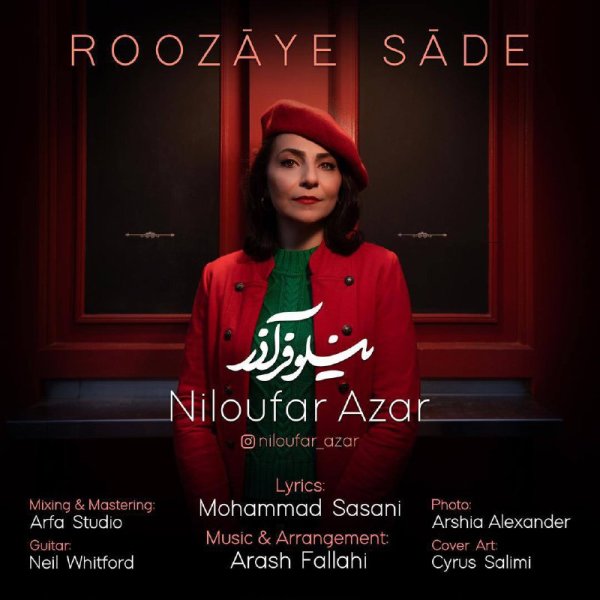 ROOZĀYE SĀDE
نیلوفر آذر
Niloufar Azar
niloufar_azar
Lyrics:
Mohammad Sasani
Mixing & Mastering:
Arfa Studio
Music & Arrangement:
Arash Fallahi
Photo:
Arshia Alexander
Guitar:
Neil Whitford
Cover Art:
Cyrus Salimi